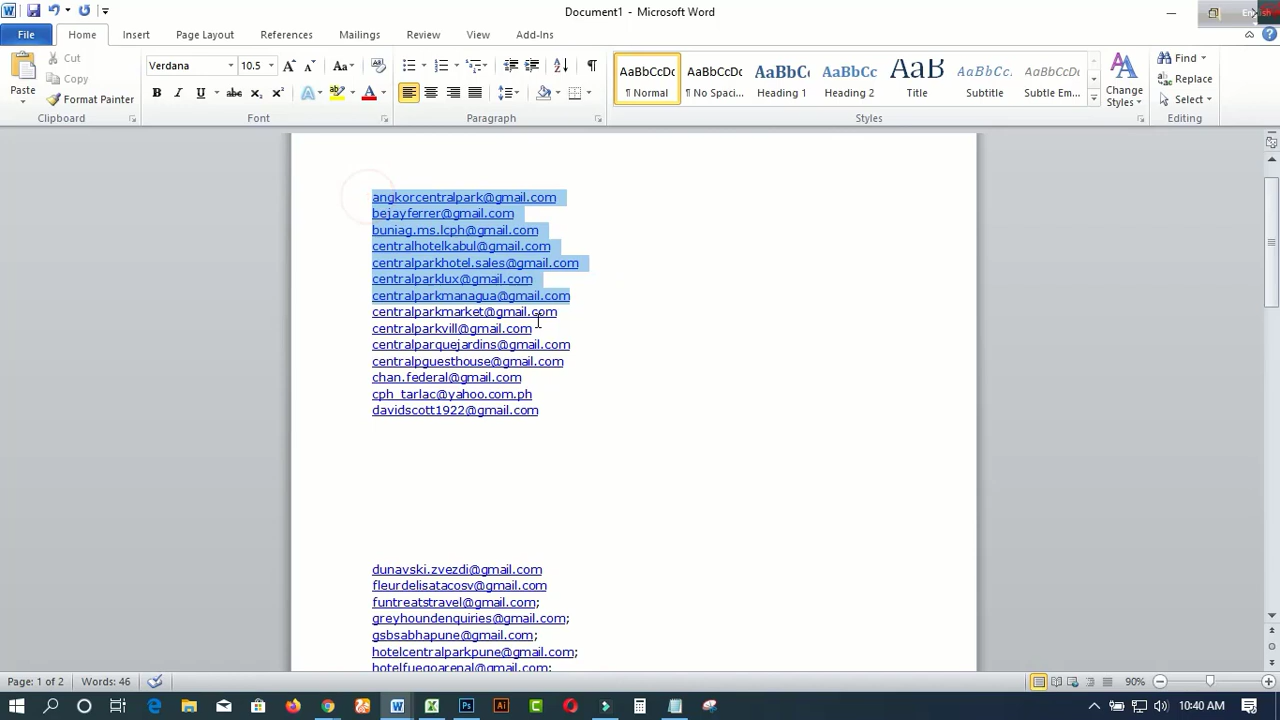 Document1 - Microsoft Word
English
File
Home
Insert
Page Layout
References
Mailings
Review
View
Add-Ins
Paste
Cut
Copy
Format Painter
Clipboard
Verdana
10.5
Font
Paragraph
AaBbCcDc
¶ Normal
AaBbCcDc
¶ No Spaci...
AaBbCc
Heading 1
AaBbCc
Heading 2
AaB
Title
AaBbCc.
Subtitle
AaBbCcDc
Subtle Em...
Styles
Change
Styles
Find
Replace
Select
Editing
angkorcentralpark@gmail.com
bejayferrer@gmail.com
buniag.ms.lcph@gmail.com
centralhotelkabul@gmail.com
centralparkhotel.sales@gmail.com
centralparklux@gmail.com
centralparkmanagua@gmail.com
centralparkmarket@gmail.com
centralparkvill@gmail.com
centralparquejardins@gmail.com
centralpguesthouse@gmail.com
chan.federal@gmail.com
cph_tarlac@yahoo.com.ph
davidscott1922@gmail.com
dunavski.zvezdi@gmail.com
fleurdelisatacosv@gmail.com
funtreatstravel@gmail.com;
greyhoundenquiries@gmail.com;
gsbsabhapune@gmail.com;
hotelcentralparkpune@gmail.com;
hotelfuegoarenal@gmail.com;
Page: 1 of 2
Words: 46
90%
10:40 AM